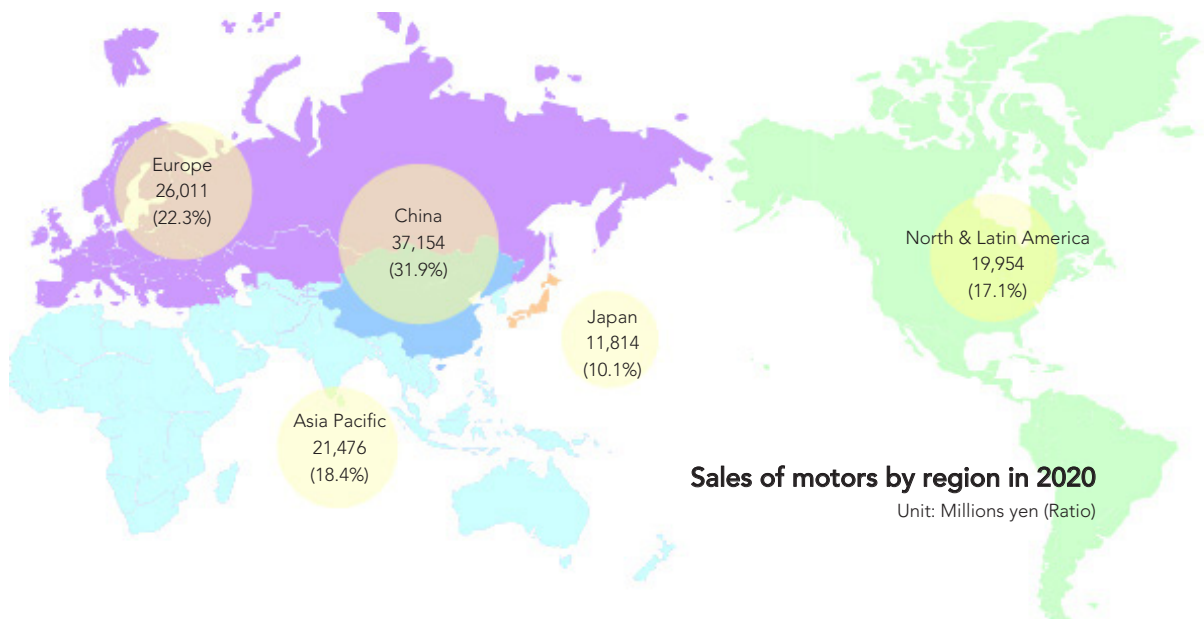 Europe
26,011
(22.3%)
China
37,154
(31.9%)
North & Latin America
19,954
(17.1%)
Japan
11,814
(10.1%)
Asia Pacific
21,476
(18.4%)
Sales of motors by region in 2020
Unit: Millions yen (Ratio)